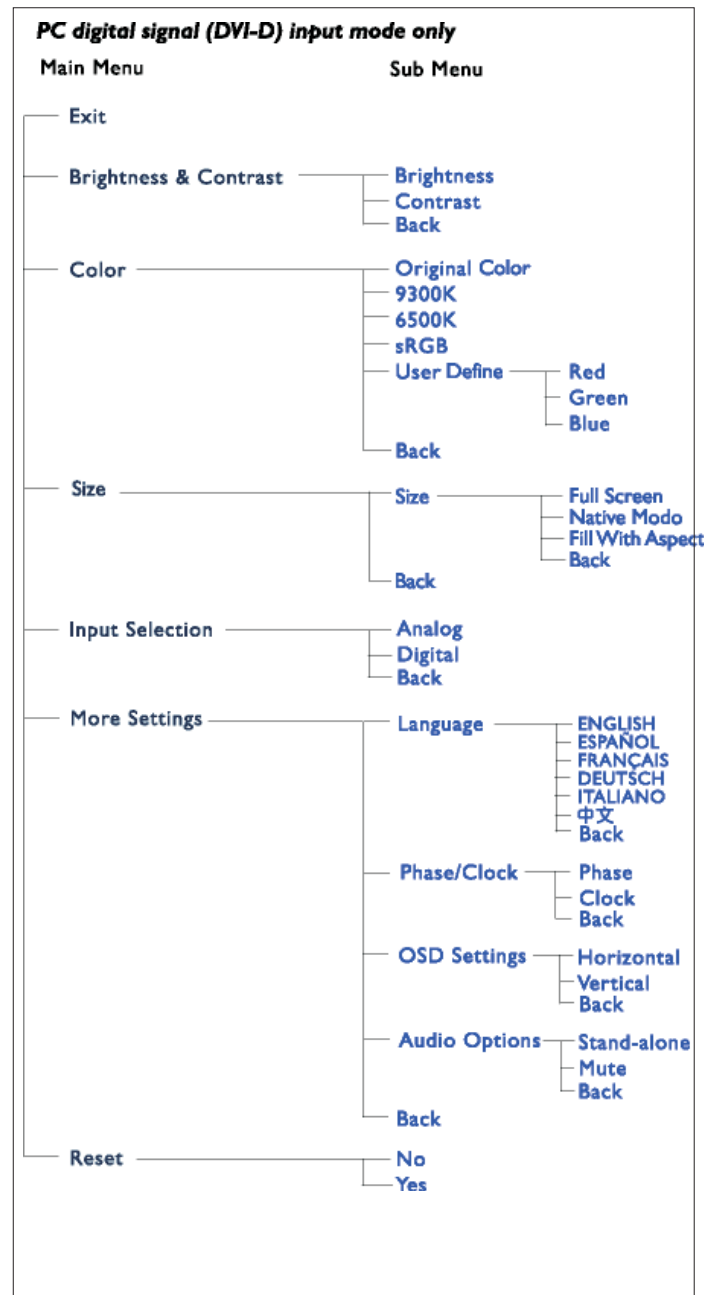 PC digital signal (DVI-D) input mode only
Main Menu Sub Menu
Exit
Brightness & Contrast Brightness
Contrast
Back
Color Original Color
9300K
6500K
sRGB
User Define Red
Green
Blue
Back
Size Size Full Screen
Native Modo
Fill With Aspect
Back
Back
Input Selection Analog
Digital
Back
More Settings Language ENGLISH
ESPAÑOL
FRANÇAIS
DEUTSCH
ITALIANO
中文
Back
Phase/Clock Phase
Clock
Back
OSD Settings Horizontal
Vertical
Back
Audio Options Stand-alone
Mute
Back
Back
Reset No
Yes